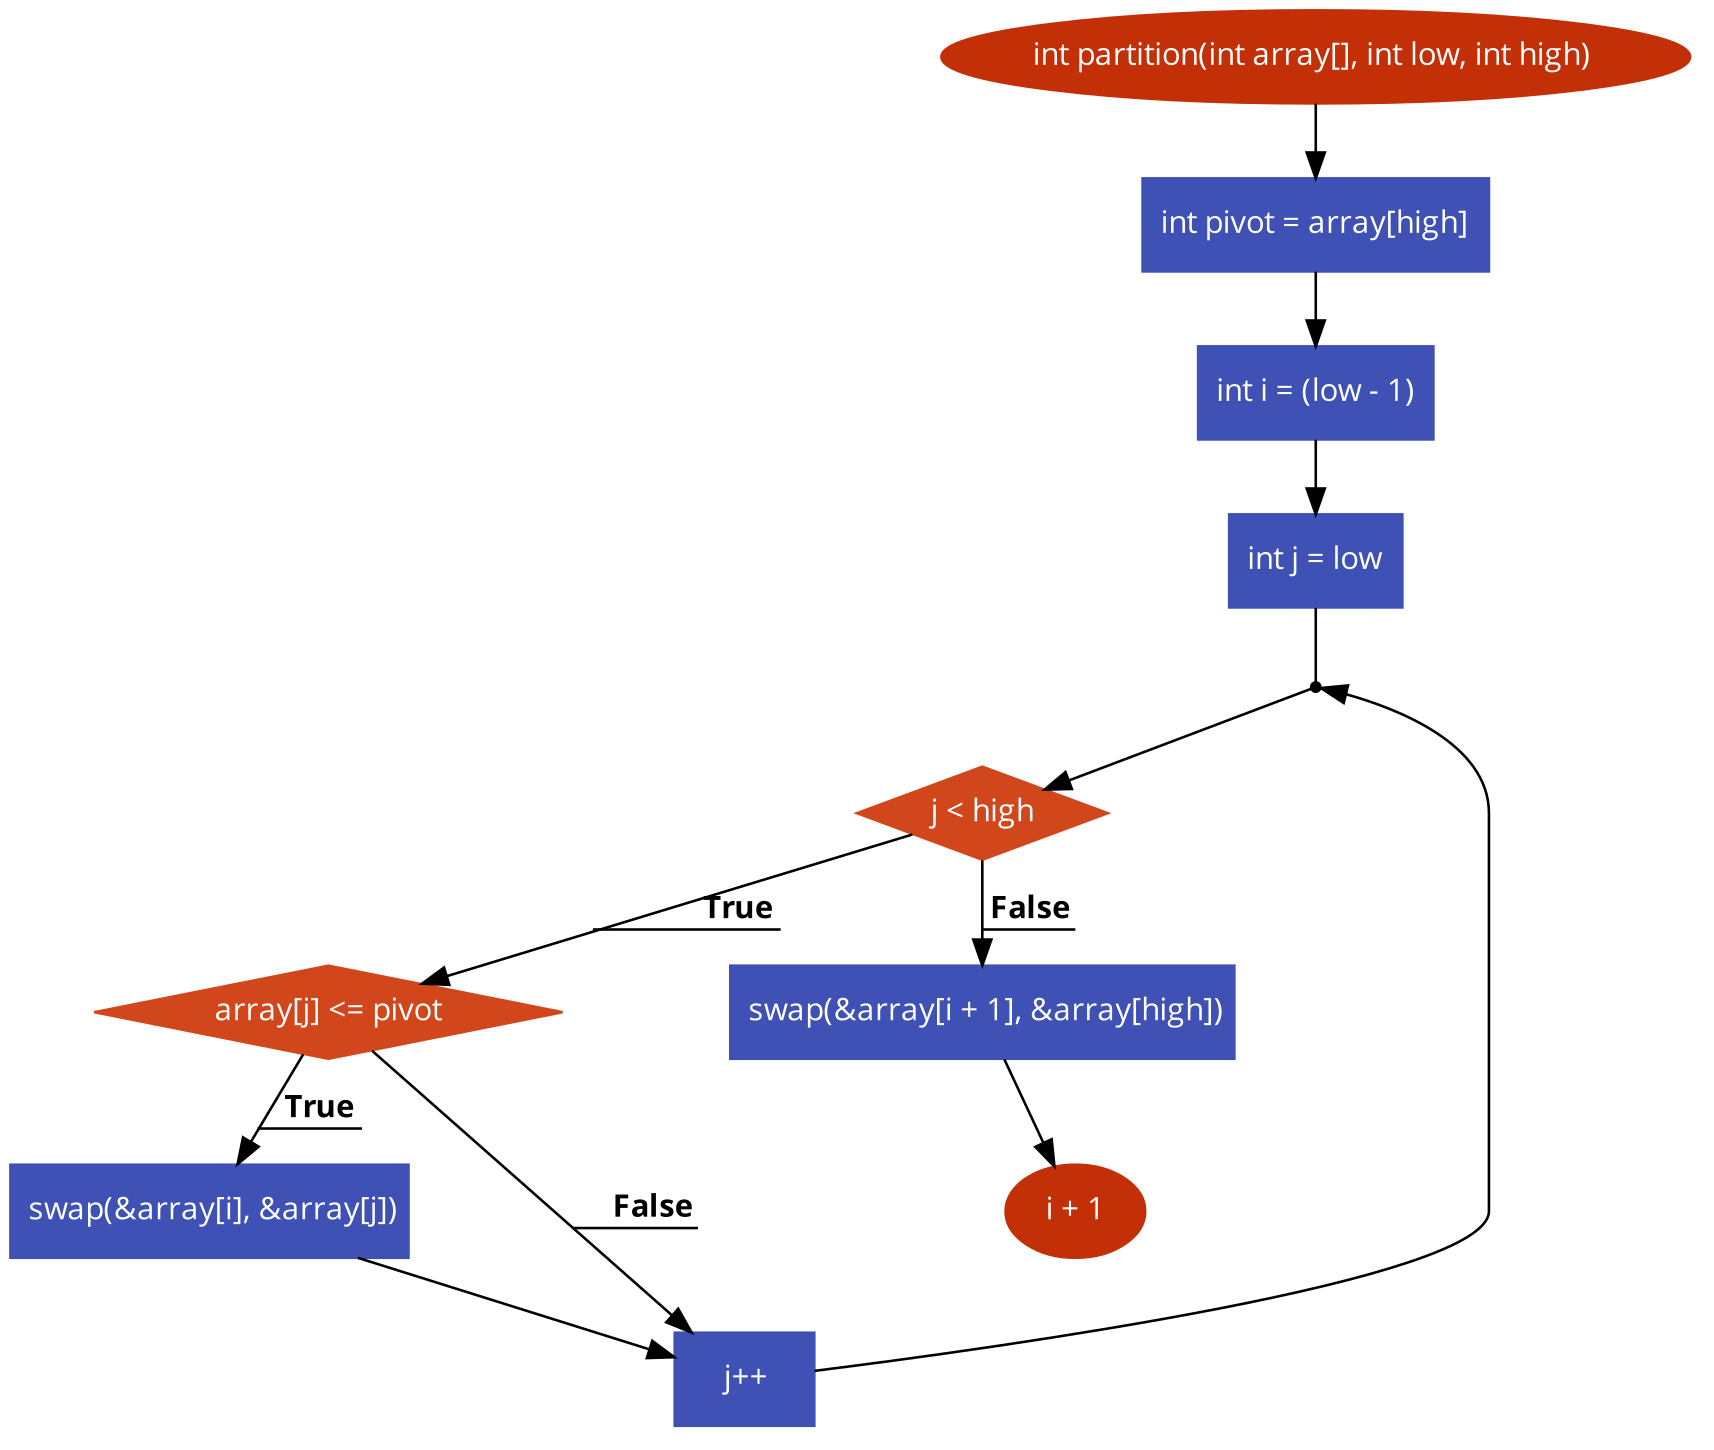 int partition(int array[], int low, int high)
int pivot = array[high]
int i = (low - 1)
int j = low
j < high
True
False
array[j] <= pivot
swap(&array[i + 1], &array[high])
True
swap(&array[i], &array[j])
False
i + 1
j++